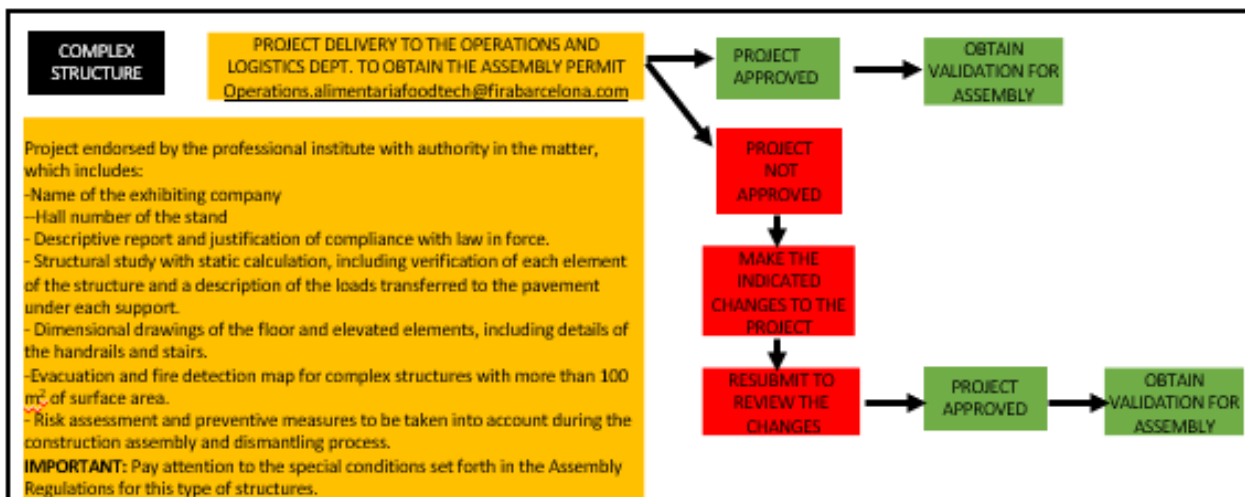 COMPLEX
STRUCTURE
PROJECT DELIVERY TO THE OPERATIONS AND
LOGISTICS DEPT. TO OBTAIN THE ASSEMBLY PERMIT
Operations.alimentariafoodtech@firabarcelona.com
PROJECT
APPROVED
OBTAIN
VALIDATION FOR
ASSEMBLY
Project endorsed by the professional institute with authority in the matter,
which includes:
-Name of the exhibiting company
--Hall number of the stand
- Descriptive report and justification of compliance with law in force.
- Structural study with static calculation, including verification of each element
of the structure and a description of the loads transferred to the pavement
under each support.
- Dimensional drawings of the floor and elevated elements, including details of
the handrails and stairs.
-Evacuation and fire detection map for complex structures with more than 100
m² of surface area.
- Risk assessment and preventive measures to be taken into account during the
construction assembly and dismantling process.
IMPORTANT: Pay attention to the special conditions set forth in the Assembly
Regulations for this type of structures.
PROJECT
NOT
APPROVED
MAKE THE
INDICATED
CHANGES TO THE
PROJECT
RESUBMIT TO
REVIEW THE
CHANGES
PROJECT
APPROVED
OBTAIN
VALIDATION FOR
ASSEMBLY